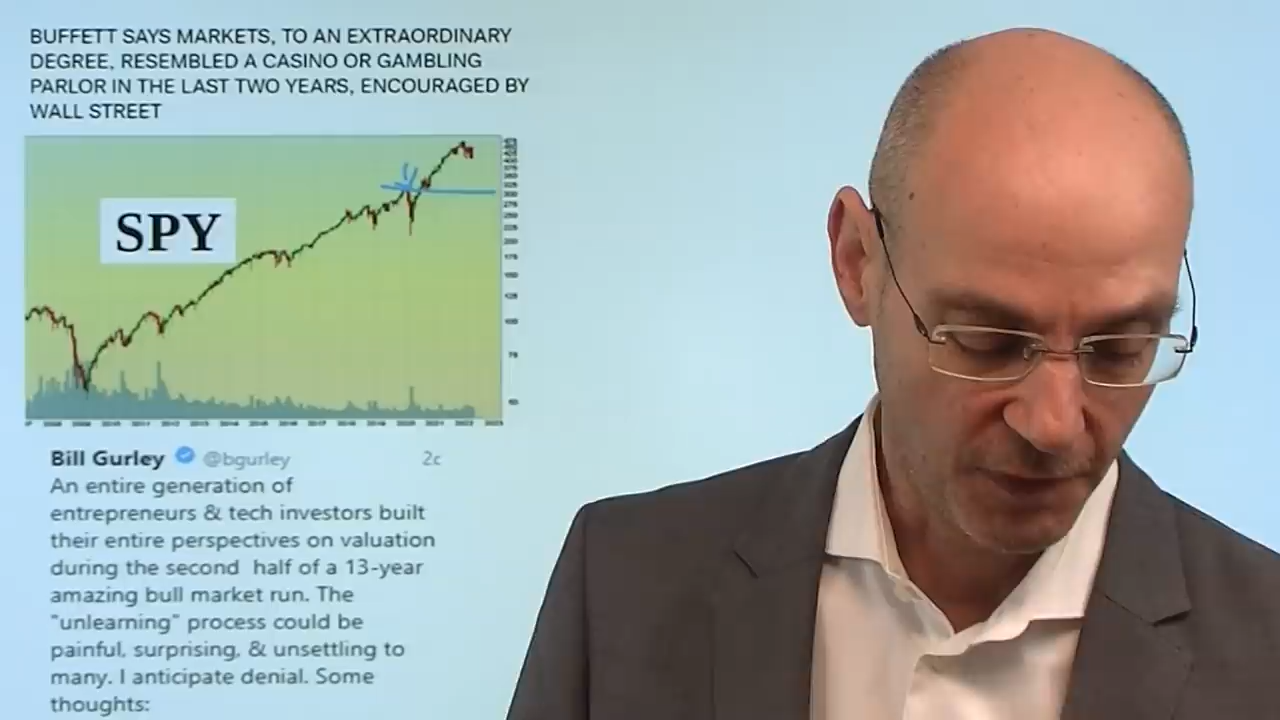 BUFFETT SAYS MARKETS, TO AN EXTRAORDINARY
DEGREE, RESEMBLED A CASINO OR GAMBLING
PARLOR IN THE LAST TWO YEARS, ENCOURAGED BY
WALL STREET
SPY
Bill Gurley @bgurley 2c
An entire generation of
entrepreneurs & tech investors built
their entire perspectives on valuation
during the second half of a 13-year
amazing bull market run. The
"unlearning" process could be
painful, surprising, & unsettling to
many. I anticipate denial. Some
thoughts: